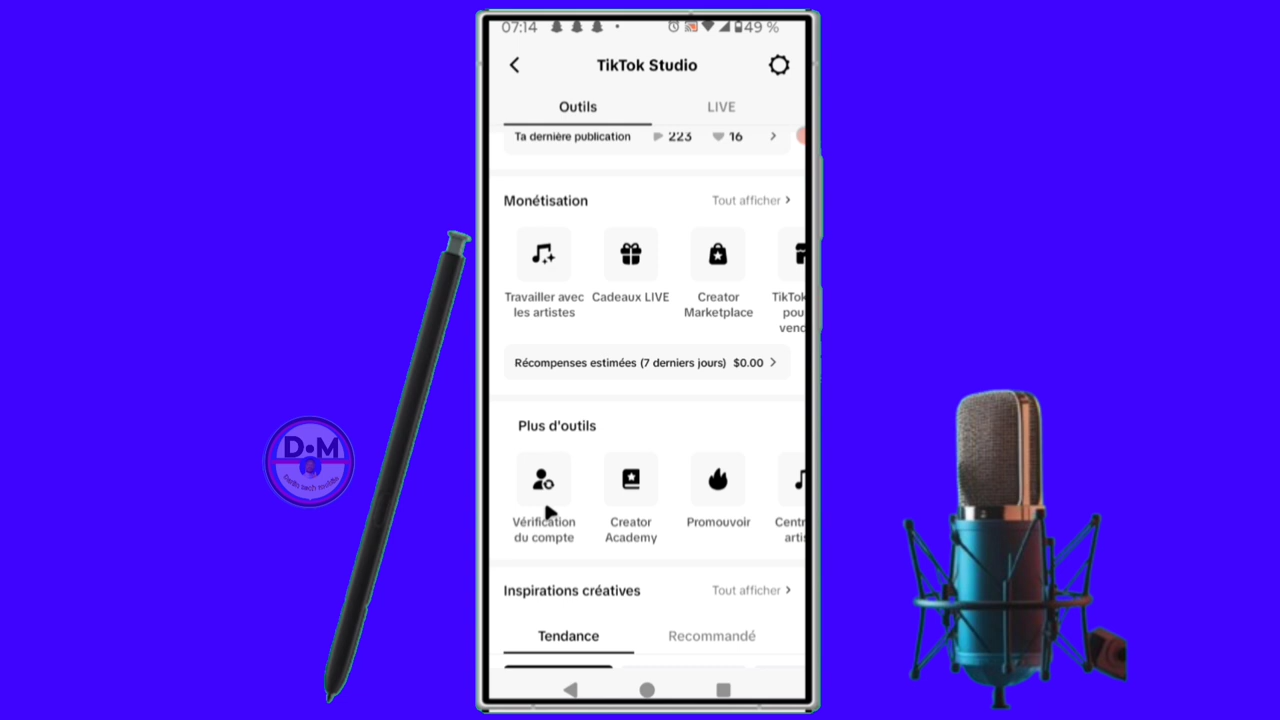 07:14 49 %
TikTok Studio
Outils LIVE
Ta dernière publication 223 16
Monétisation Tout afficher
Travailler avec les artistes
Cadeaux LIVE
Creator Marketplace
TikTok
pou
vend
Récompenses estimées (7 derniers jours) $0.00
Plus d'outils
Vérification du compte
Creator Academy
Promouvoir
Centr
artis
Inspirations créatives Tout afficher
Tendance Recommandé
D•M